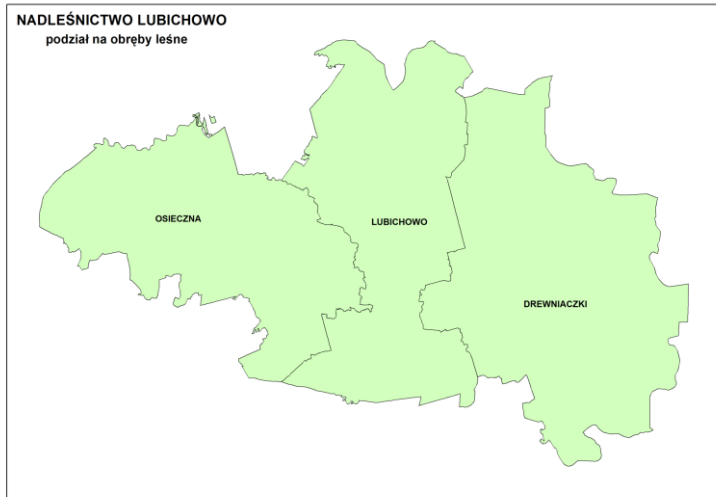 NADLEŚNICTWO LUBICHOWO
podział na obręby leśne
OSIECZNA
LUBICHOWO
DREWNIACZKI